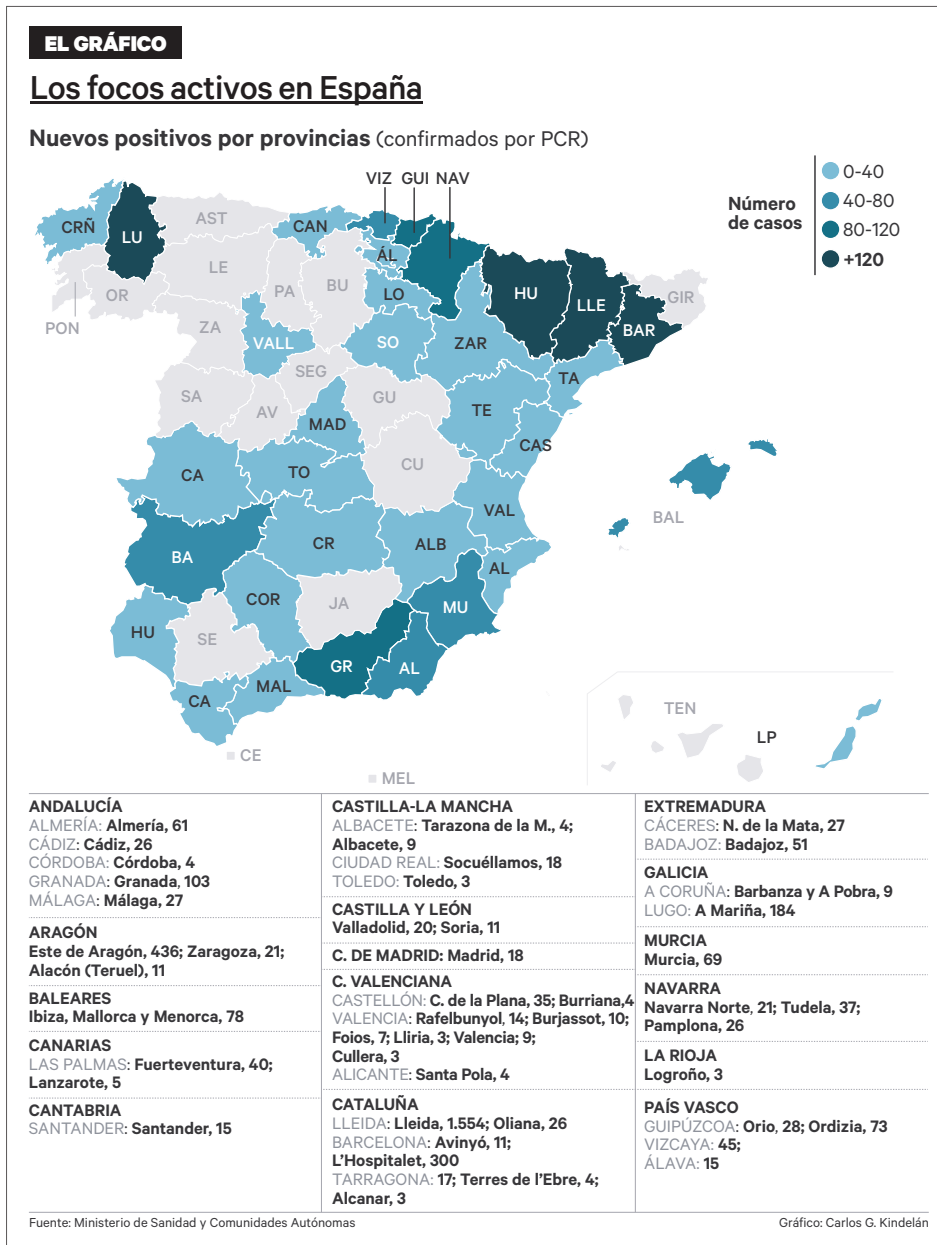 EL GRÁFICO
Los focos activos en España
Nuevos positivos por provincias (confirmados por PCR)
VIZ GUI NAV
Número
de casos
0-40
40-80
80-120
+120
CRÑ
LU
AST
CAN
ÁL
LE
PA
BU
LO
HU
LLE
BAR
GIR
OR
PON
ZA
VALL
SO
ZAR
SEG
TA
SA
AV
GU
TE
MAD
CAS
CA
TO
CU
VAL
BAL
BA
CR
ALB
AL
COR
JA
MU
HU
SE
GR
AL
CA
MAL
TEN
LP
CE
MEL
ANDALUCÍA
ALMERÍA: Almería, 61
CÁDIZ: Cádiz, 26
CÓRDOBA: Córdoba, 4
GRANADA: Granada, 103
MÁLAGA: Málaga, 27
ARAGÓN
Este de Aragón, 436; Zaragoza, 21;
Alacón (Teruel), 11
BALEARES
Ibiza, Mallorca y Menorca, 78
CANARIAS
LAS PALMAS: Fuerteventura, 40;
Lanzarote, 5
CANTABRIA
SANTANDER: Santander, 15
CASTILLA-LA MANCHA
ALBACETE: Tarazona de la M., 4;
Albacete, 9
CIUDAD REAL: Socuéllamos, 18
TOLEDO: Toledo, 3
CASTILLA Y LEÓN
Valladolid, 20; Soria, 11
C. DE MADRID: Madrid, 18
C. VALENCIANA
CASTELLÓN: C. de la Plana, 35; Burriana,4
VALENCIA: Rafelbunyol, 14; Burjassot, 10;
Foios, 7; Lliria, 3; Valencia; 9;
Cullera, 3
ALICANTE: Santa Pola, 4
CATALUÑA
LLEIDA: Lleida, 1.554; Oliana, 26
BARCELONA: Avinyó, 11;
L'Hospitalet, 300
TARRAGONA: 17; Terres de l'Ebre, 4;
Alcanar, 3
EXTREMADURA
CÁCERES: N. de la Mata, 27
BADAJOZ: Badajoz, 51
GALICIA
A CORUÑA: Barbanza y A Pobra, 9
LUGO: A Mariña, 184
MURCIA
Murcia, 69
NAVARRA
Navarra Norte, 21; Tudela, 37;
Pamplona, 26
LA RIOJA
Logroño, 3
PAÍS VASCO
GUIPÚZCOA: Orio, 28; Ordizia, 73
VIZCAYA: 45;
ÁLAVA: 15
Fuente: Ministerio de Sanidad y Comunidades Autónomas
Gráfico: Carlos G. Kindelán